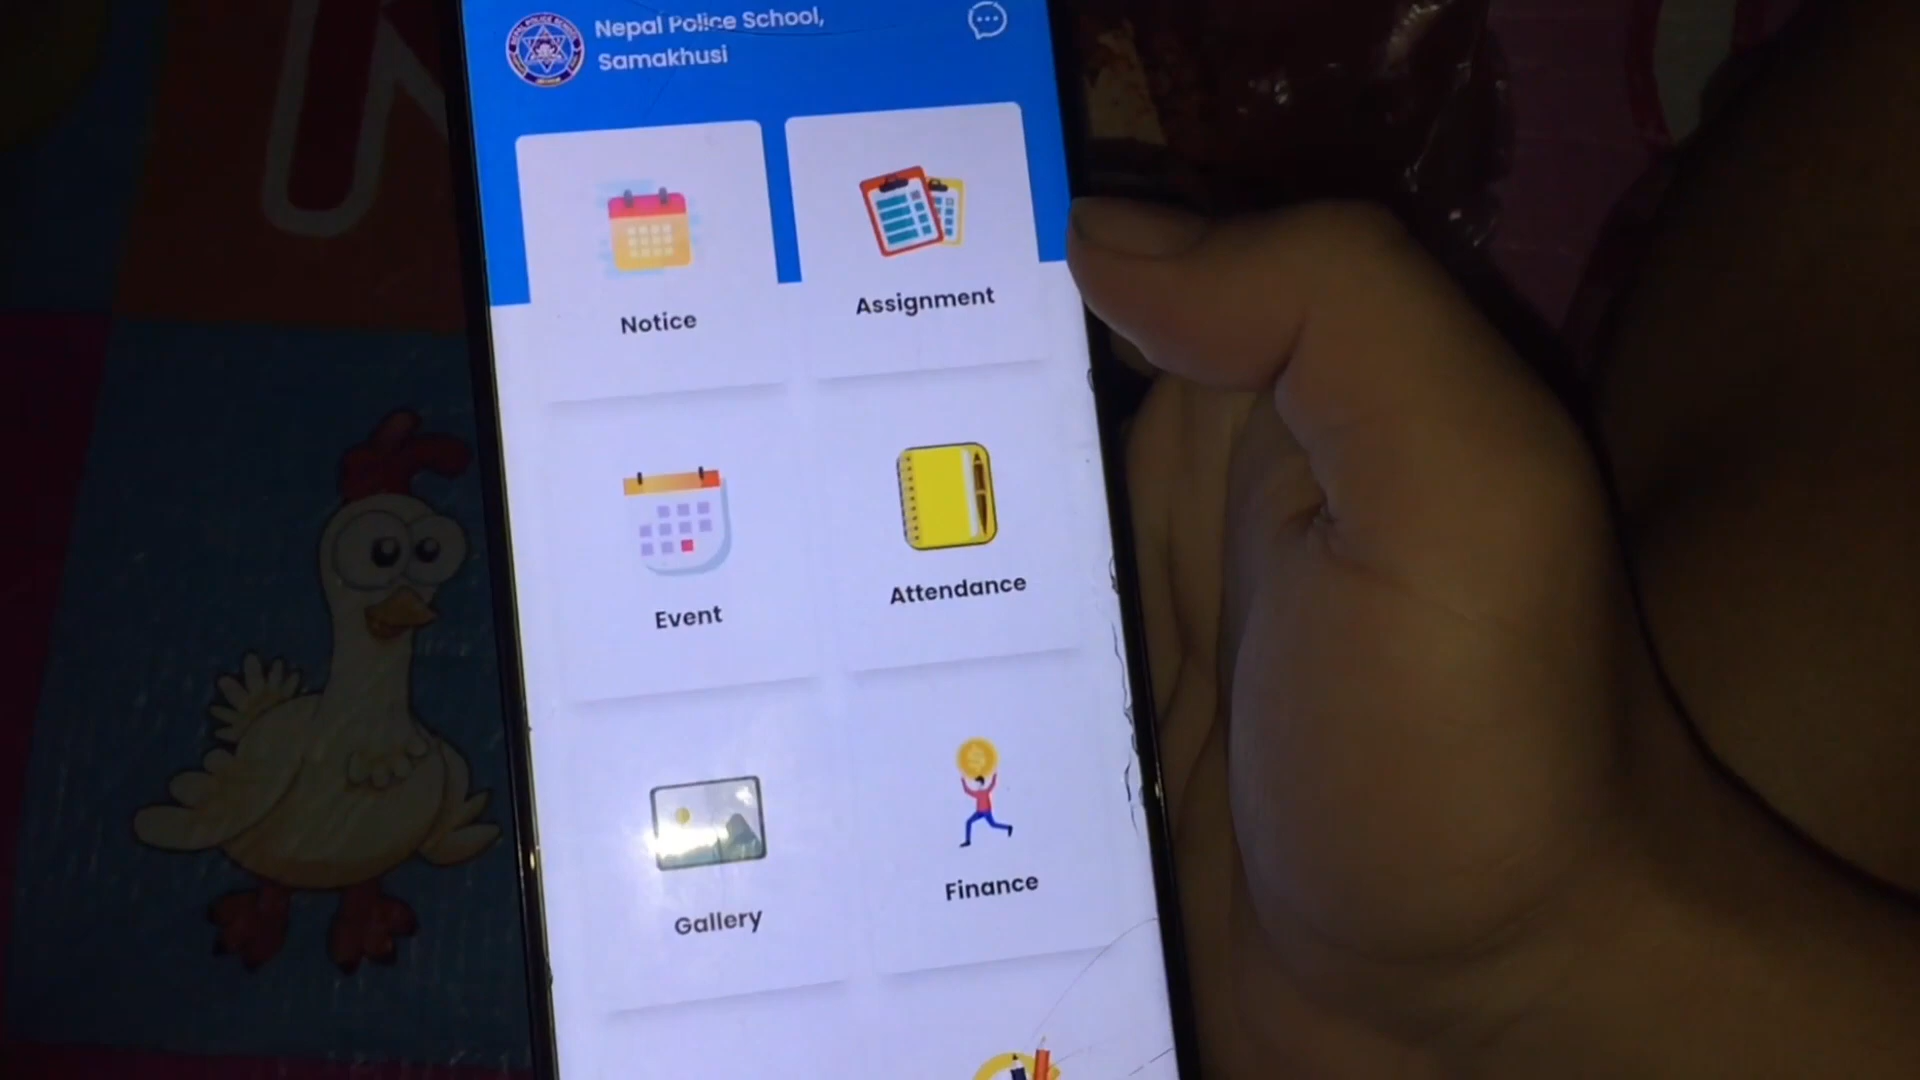 Nepal Police School,
Samakhusi
Notice
Assignment
Event
Attendance
Gallery
Finance